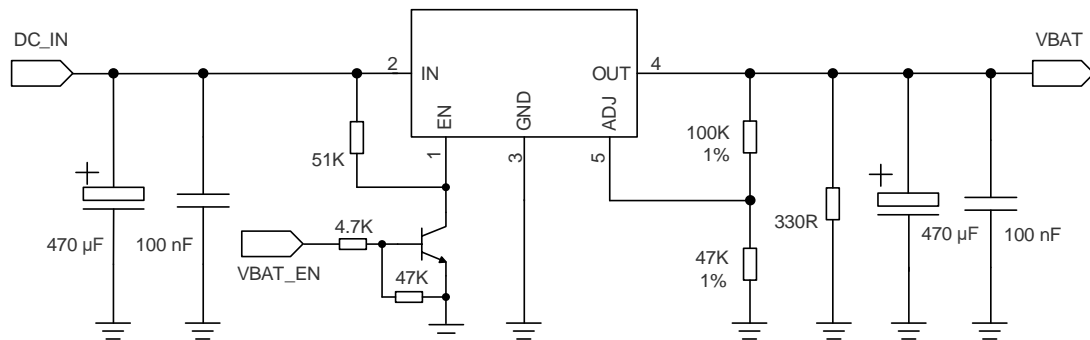 DC_IN
VBAT
2
IN
OUT
4
EN
GND
ADJ
1
3
5
51K
100K
1%
470 µF
100 nF
4.7K
VBAT_EN
47K
47K
1%
330R
470 µF
100 nF